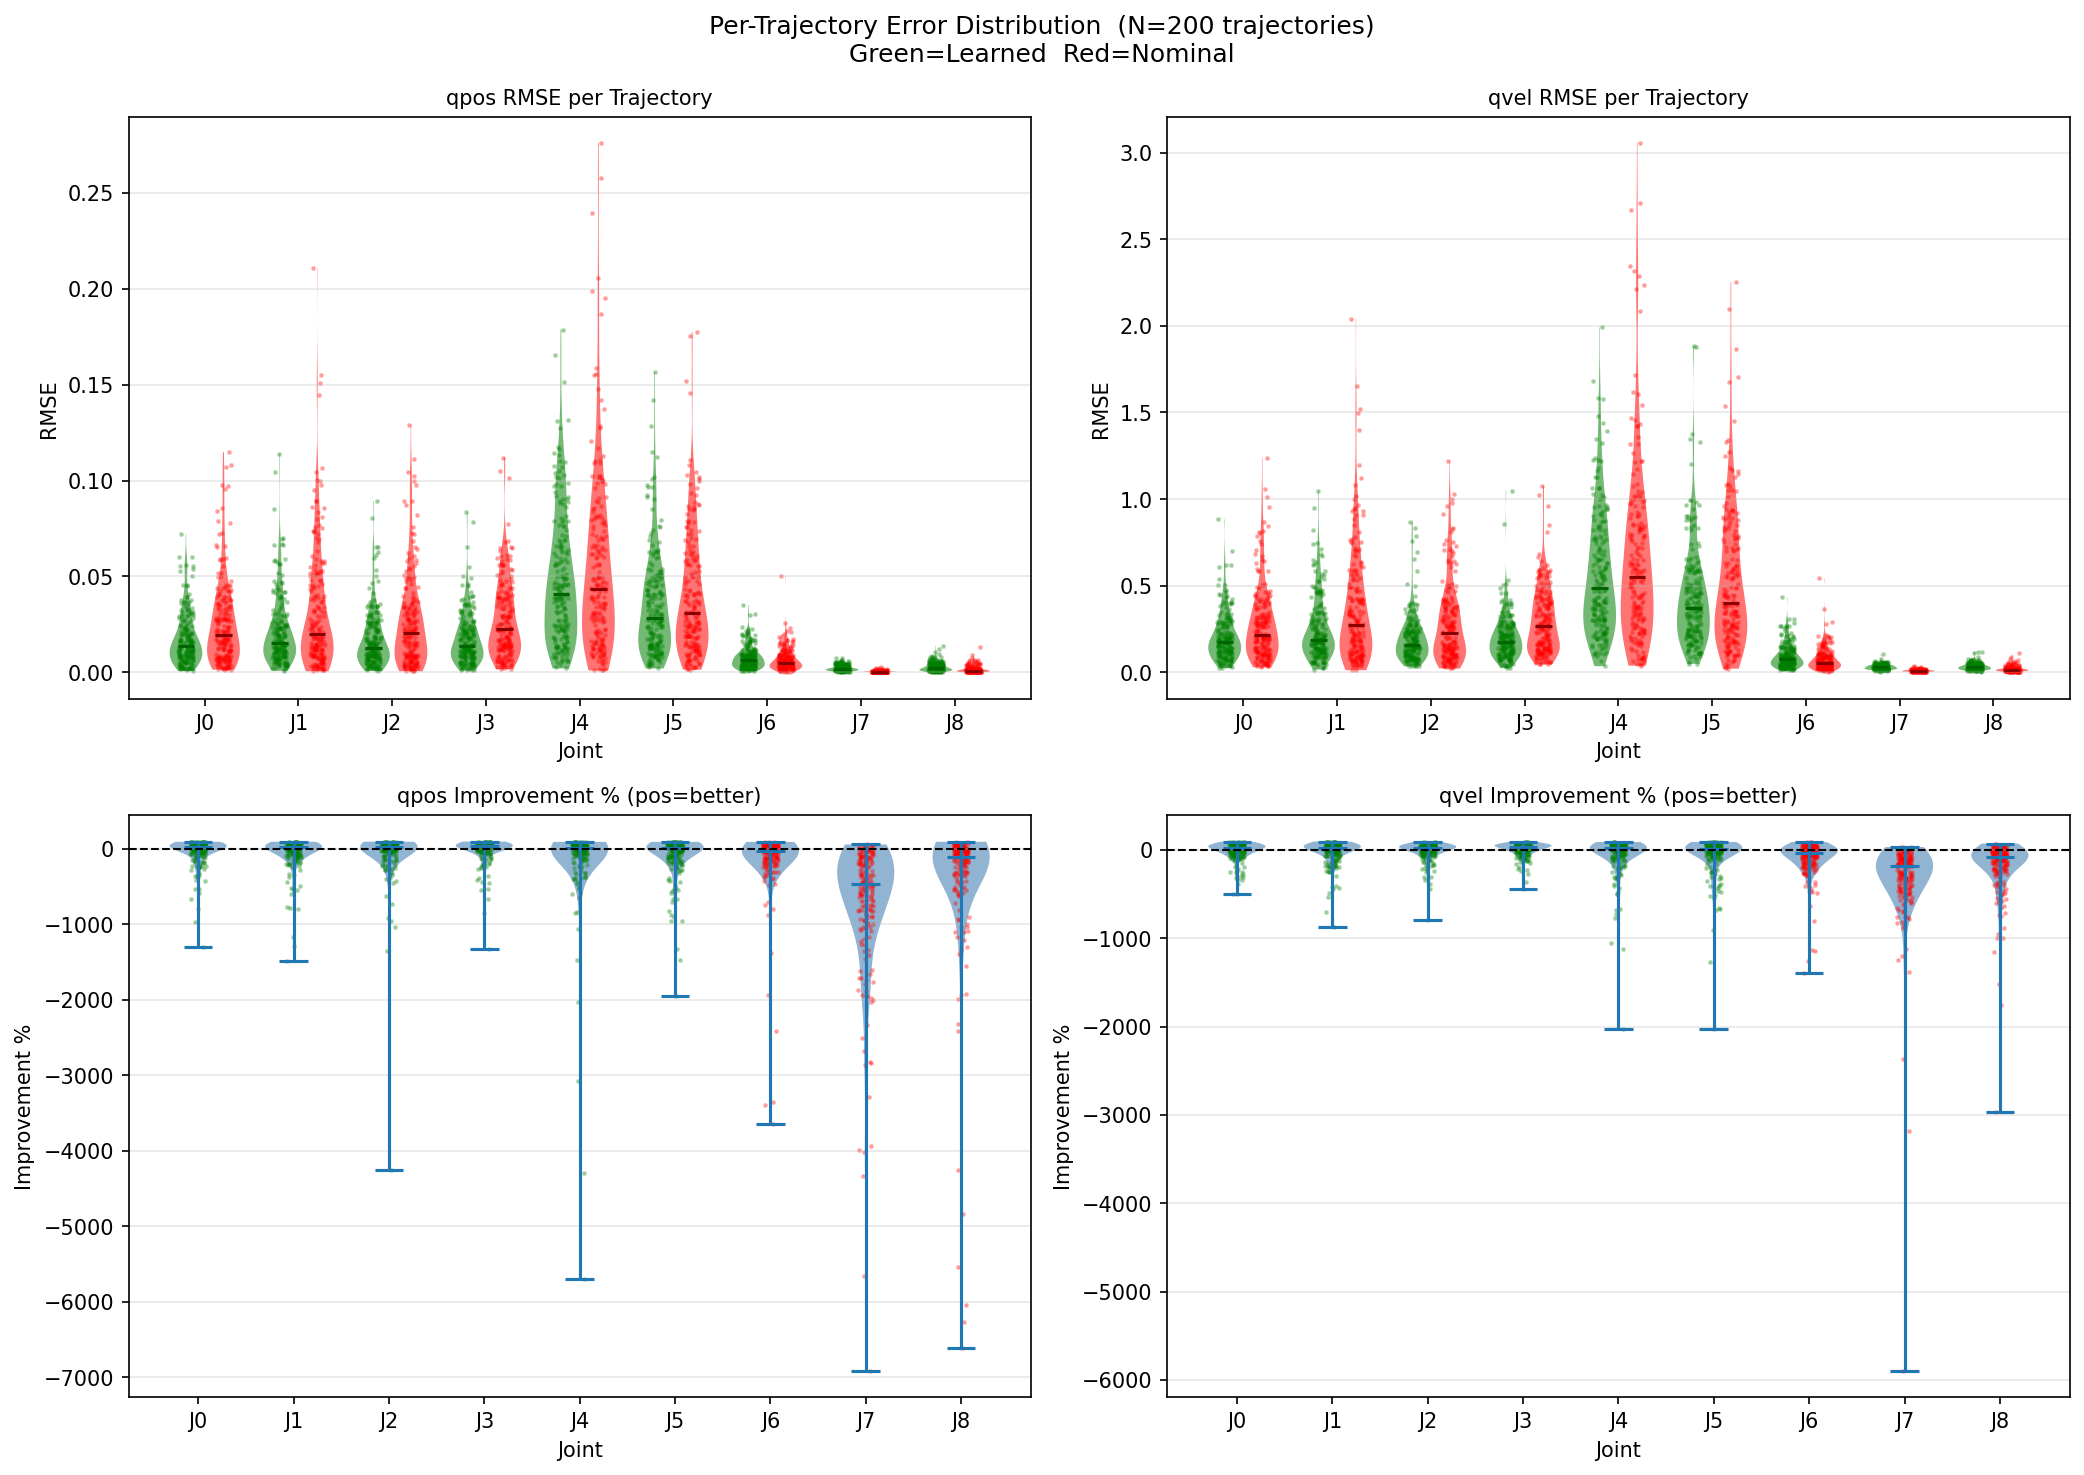 Per-Trajectory Error Distribution  (N=200 trajectories)
Green=Learned  Red=Nominal
qpos RMSE per Trajectory
RMSE
0.25
0.20
0.15
0.10
0.05
0.00
J0 J1 J2 J3 J4 J5 J6 J7 J8
Joint
qvel RMSE per Trajectory
RMSE
3.0
2.5
2.0
1.5
1.0
0.5
0.0
J0 J1 J2 J3 J4 J5 J6 J7 J8
Joint
qpos Improvement % (pos=better)
Improvement %
0
−1000
−2000
−3000
−4000
−5000
−6000
−7000
J0 J1 J2 J3 J4 J5 J6 J7 J8
Joint
qvel Improvement % (pos=better)
Improvement %
0
−1000
−2000
−3000
−4000
−5000
−6000
J0 J1 J2 J3 J4 J5 J6 J7 J8
Joint